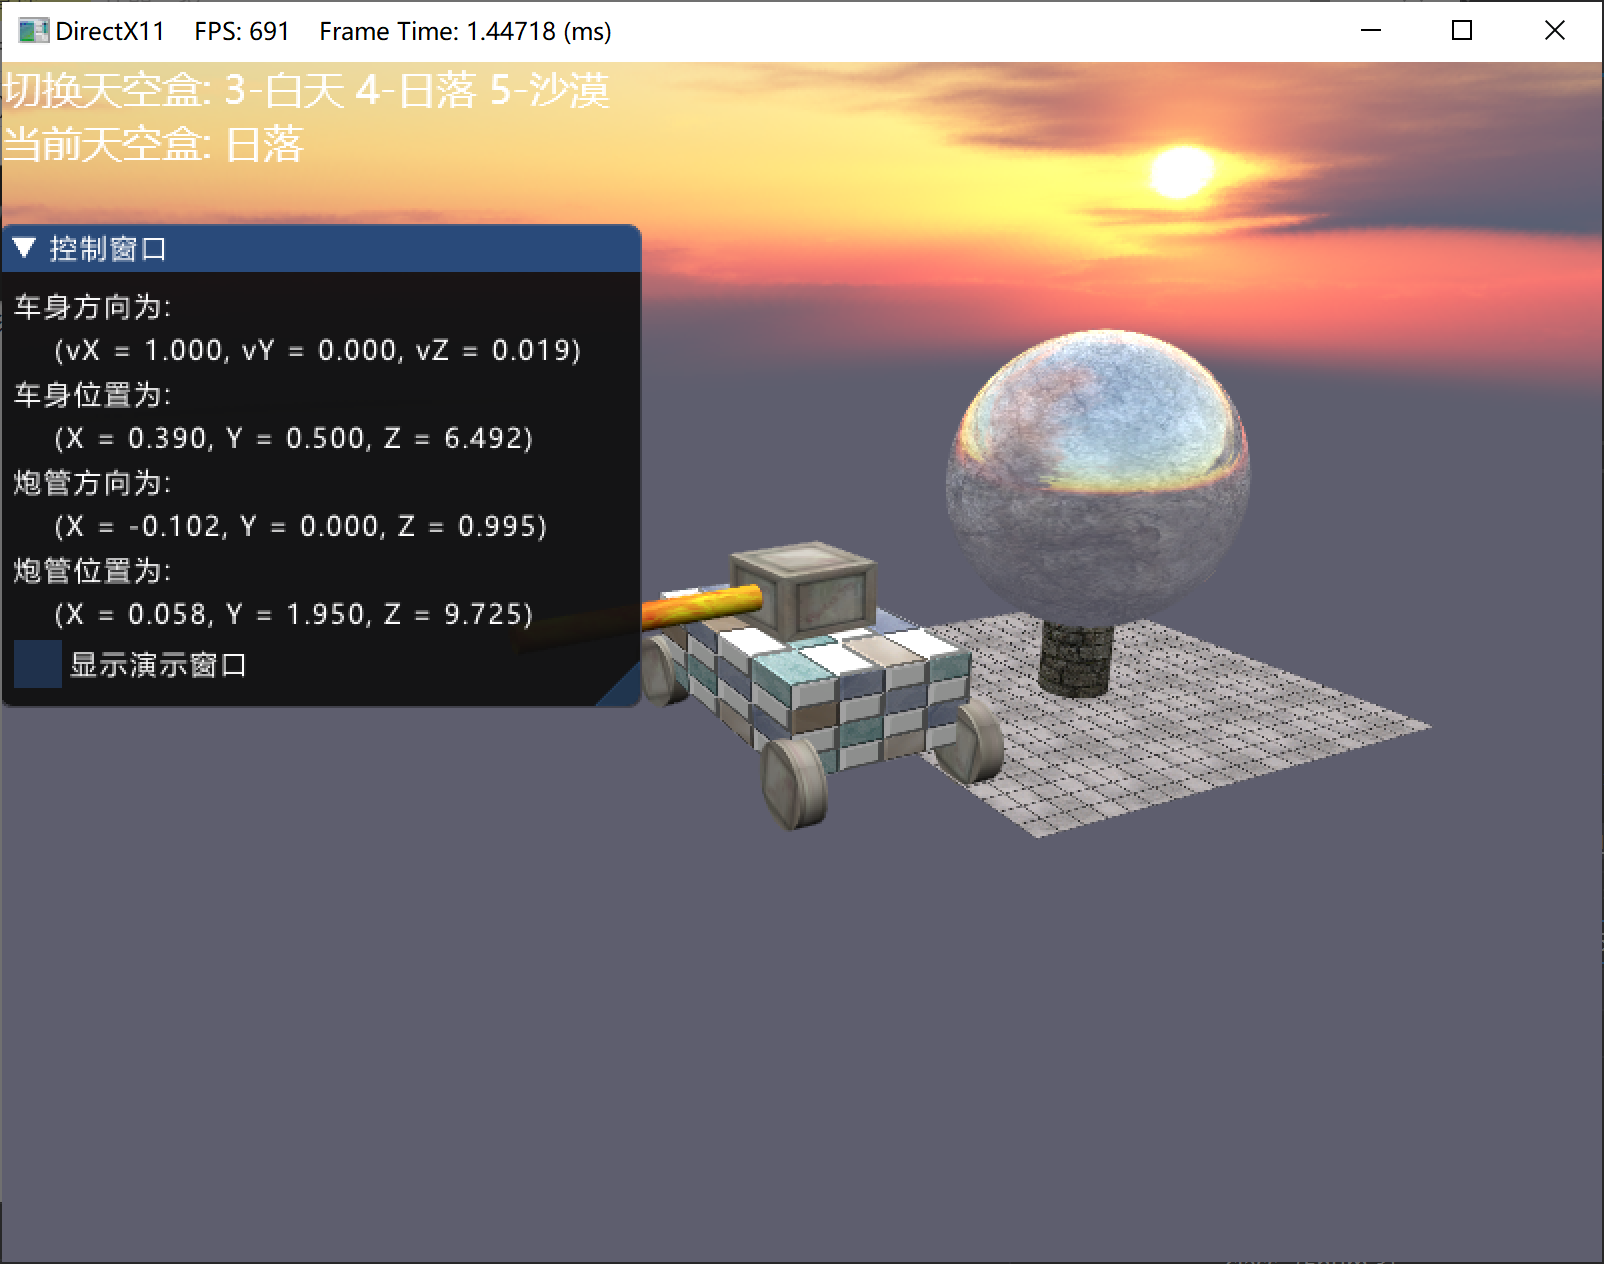 DirectX11 FPS: 691 Frame Time: 1.44718 (ms)
切换天空盒: 3-白天 4-日落 5-沙漠
当前天空盒: 日落
控制窗口
车身方向为:
(vX = 1.000, vY = 0.000, vZ = 0.019)
车身位置为:
(X = 0.390, Y = 0.500, Z = 6.492)
炮管方向为:
(X = -0.102, Y = 0.000, Z = 0.995)
炮管位置为:
(X = 0.058, Y = 1.950, Z = 9.725)
显示演示窗口